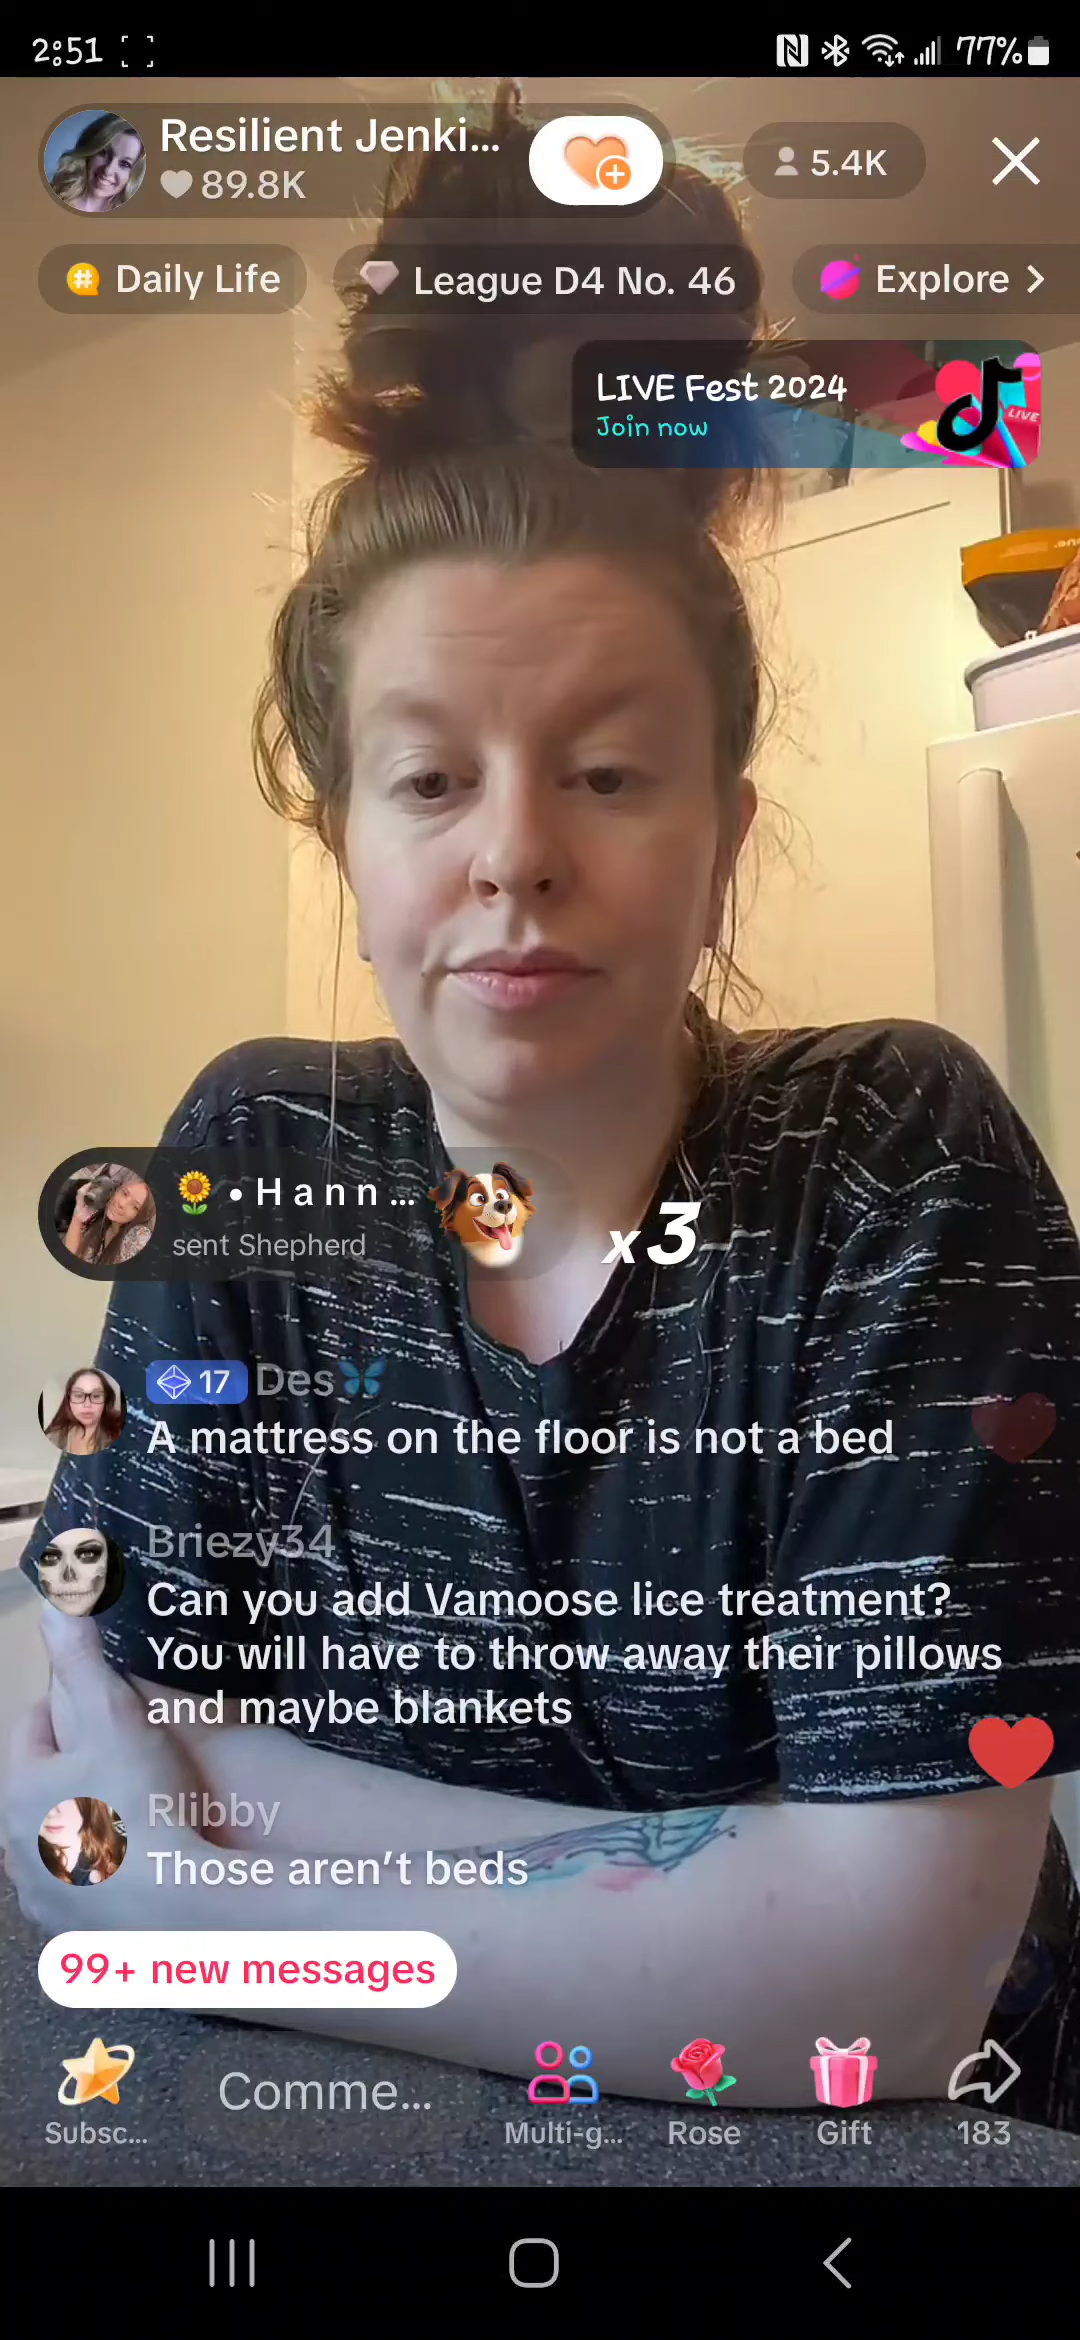 2:51
77%
Resilient Jenki...
89.8K
5.4K
Daily Life
League D4 No. 46
Explore >
LIVE Fest 2024
Join now
LIVE
• H a n n ...
sent Shepherd
x3
17 Des
A mattress on the floor is not a bed
Briezy34
Can you add Vamoose lice treatment?
You will have to throw away their pillows
and maybe blankets
Rlibby
Those aren’t beds
99+ new messages
Comme...
Subsc...
Multi-g...
Rose
Gift
183